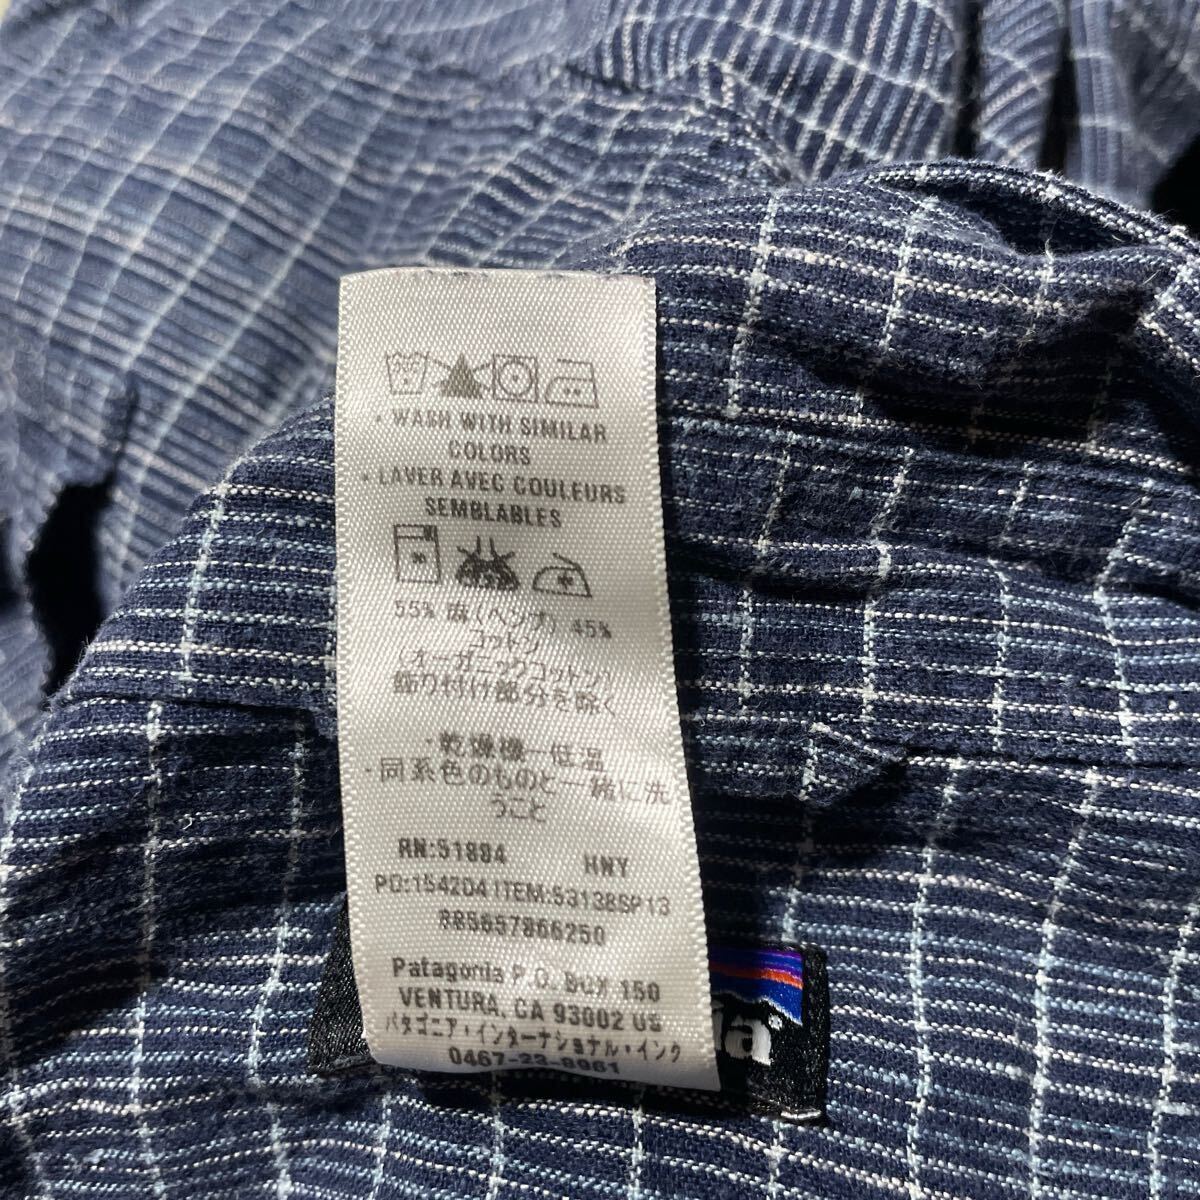 • WASH WITH SIMILAR
COLORS
• LAVER AVEC COULEURS
SEMBLABLES
55% 麻(ヘンプ) 45%
コットン
(オーガニックコットン)
飾り付け部分を除く
・乾燥機一低温
・同系色のものと一緒に洗
うこと
RN:51884 HNY
PO:154204 ITEM:53138SP13
885657866250
Patagonia P.O. Box 150
VENTURA, CA 93002 US
パタゴニア・インターナショナル・インク
0467-23-8961